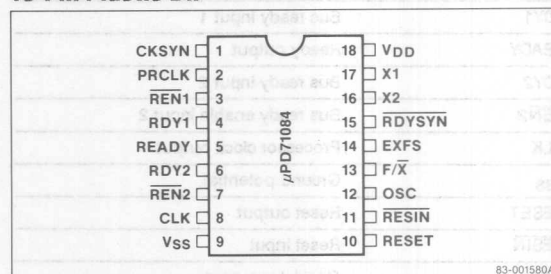 CKSYN 1 18 VDD
PRCLK 2 17 X1
REN1 3 16 X2
RDY1 4 15 RDYSYN
READY 5 14 EXFS
RDY2 6 13 F/X
REN2 7 12 OSC
CLK 8 11 RESIN
VSS 9 10 RESET
μPD71084
83-001580